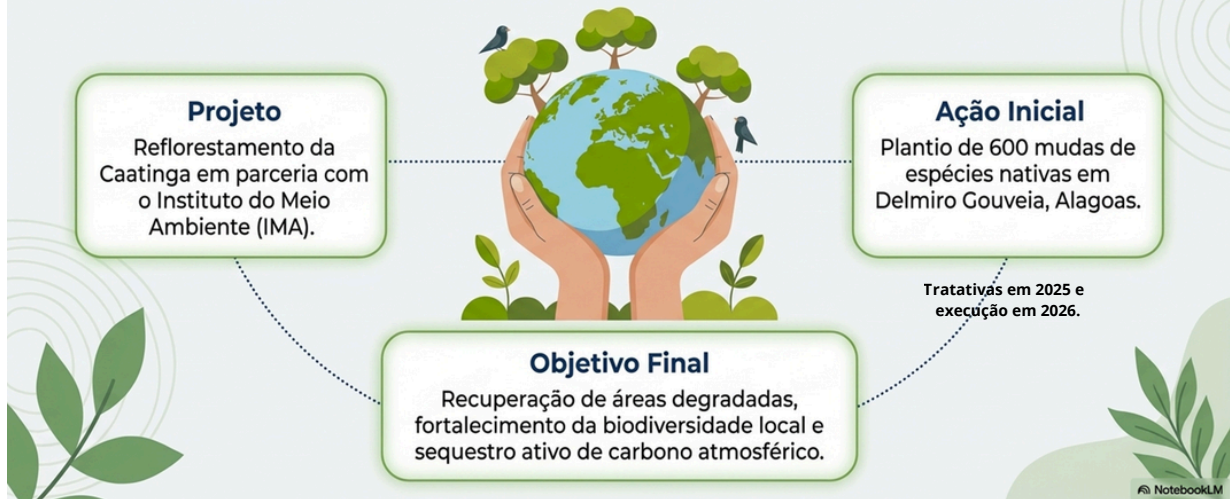 Projeto
Reflorestamento da
Caatinga em parceria com
o Instituto do Meio
Ambiente (IMA).
Ação Inicial
Plantio de 600 mudas de
espécies nativas em
Delmiro Gouveia, Alagoas.
Tratativas em 2025 e
execução em 2026.
Objetivo Final
Recuperação de áreas degradadas,
fortalecimento da biodiversidade local e
sequestro ativo de carbono atmosférico.
NotebookLM